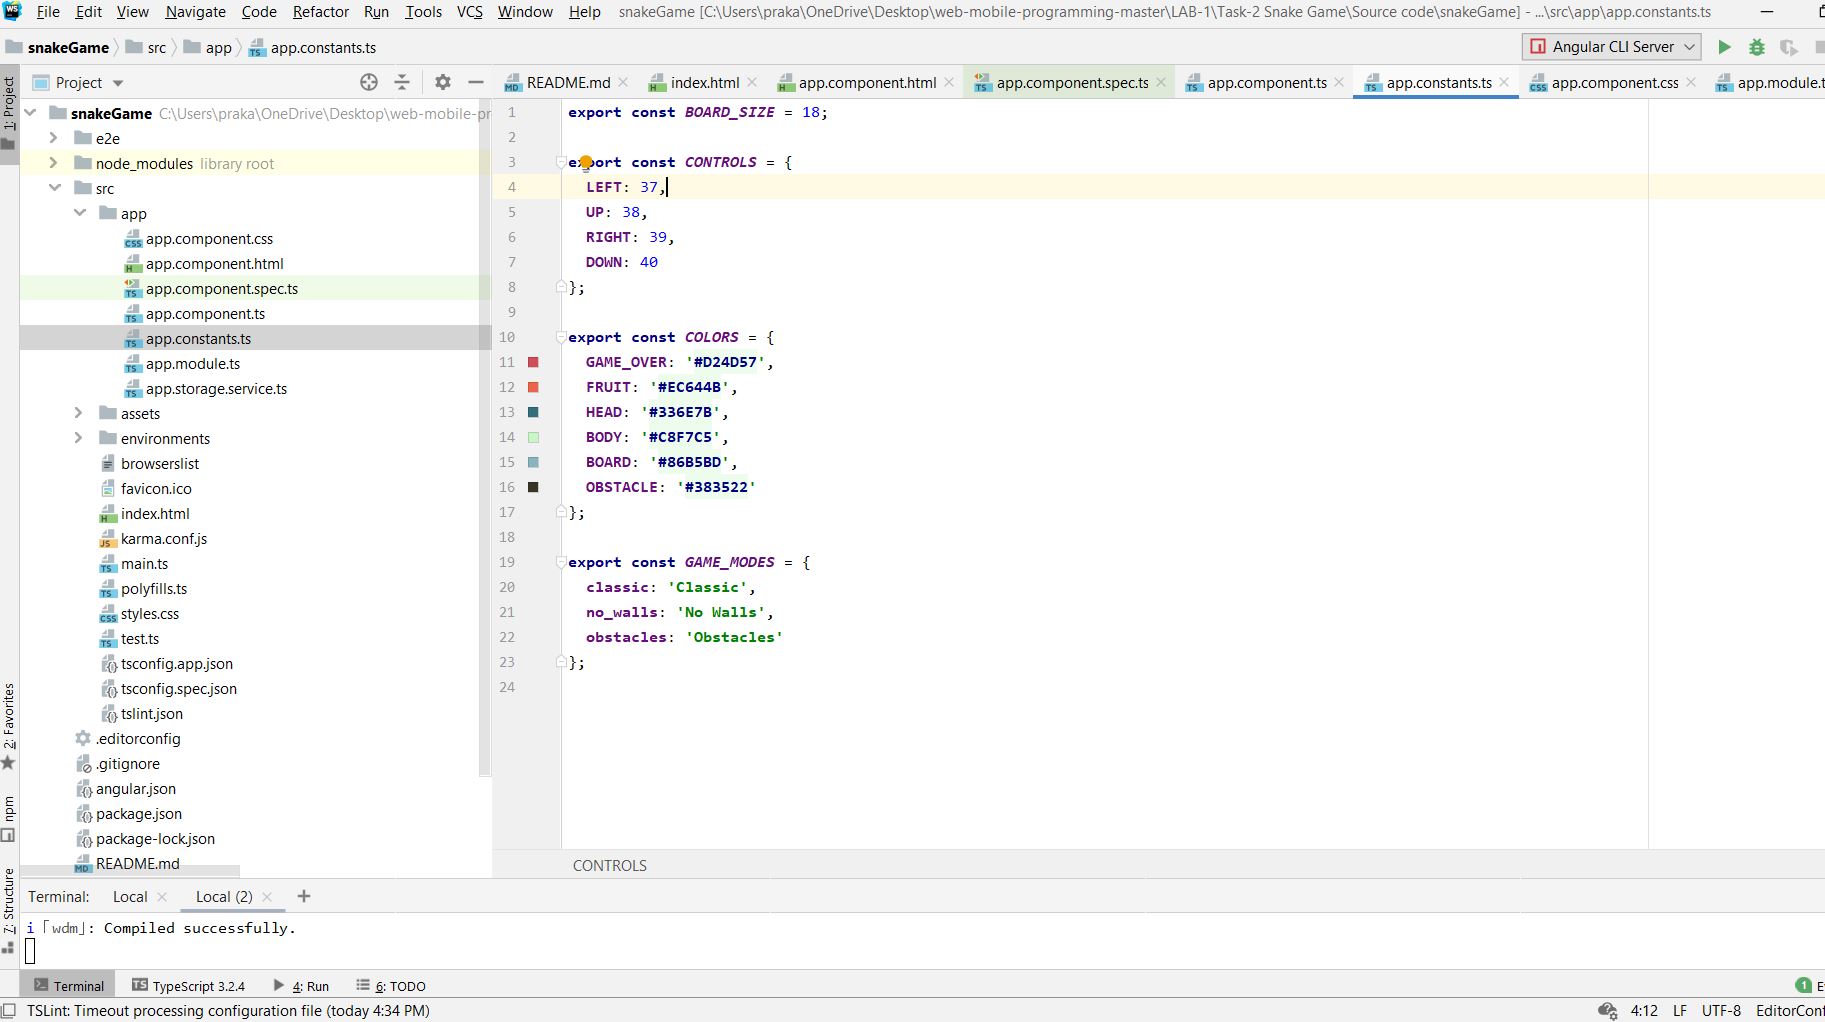 WS File Edit View Navigate Code Refactor Run Tools VCS Window Help snakeGame [C:\Users\praka\OneDrive\Desktop\web-mobile-programming-master\LAB-1\Task-2 Snake Game\Source code\snakeGame] - ...\src\app\app.constants.ts
snakeGame src app app.constants.ts Angular CLI Server
Project README.md index.html app.component.html app.component.spec.ts app.component.ts app.constants.ts app.component.css app.module.t
1: Project
snakeGame C:\Users\praka\OneDrive\Desktop\web-mobile-pr
e2e
node_modules library root
src
app
app.component.css
app.component.html
app.component.spec.ts
app.component.ts
app.constants.ts
app.module.ts
app.storage.service.ts
assets
environments
browserslist
favicon.ico
index.html
karma.conf.js
main.ts
polyfills.ts
styles.css
test.ts
tsconfig.app.json
tsconfig.spec.json
tslint.json
.editorconfig
.gitignore
angular.json
package.json
package-lock.json
README.md
2: Favorites
npm
7: Structure
1 export const BOARD_SIZE = 18;
2
3 export const CONTROLS = {
4 LEFT: 37,
5 UP: 38,
6 RIGHT: 39,
7 DOWN: 40
8 };
9
10 export const COLORS = {
11 GAME_OVER: '#D24D57',
12 FRUIT: '#EC644B',
13 HEAD: '#336E7B',
14 BODY: '#C8F7C5',
15 BOARD: '#86B5BD',
16 OBSTACLE: '#383522'
17 };
18
19 export const GAME_MODES = {
20 classic: 'Classic',
21 no_walls: 'No Walls',
22 obstacles: 'Obstacles'
23 };
24
CONTROLS
Terminal: Local Local (2)
i ｢wdm｣: Compiled successfully.
Terminal TypeScript 3.2.4 4: Run 6: TODO 1 E
TSLint: Timeout processing configuration file (today 4:34 PM) 4:12 LF UTF-8 EditorConf